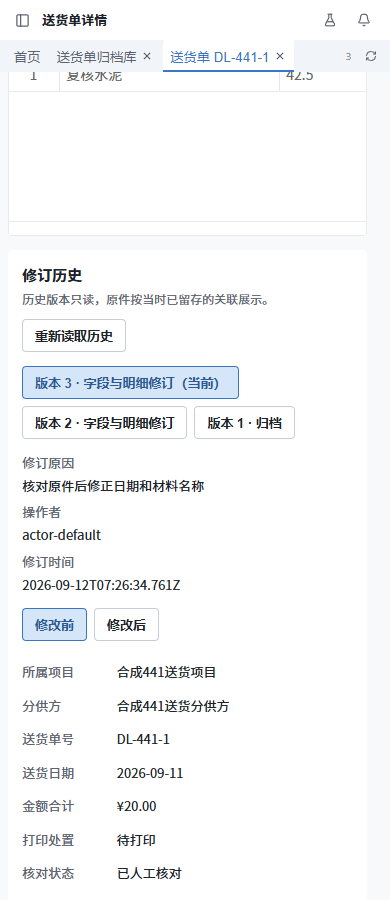 送货单详情
首页 送货单归档库 × 送货单 DL-441-1 × 3
1 复核水泥 42.5
修订历史
历史版本只读，原件按当时已留存的关联展示。
重新读取历史
版本 3 · 字段与明细修订（当前）
版本 2 · 字段与明细修订 版本 1 · 归档
修订原因
核对原件后修正日期和材料名称
操作者
actor-default
修订时间
2026-09-12T07:26:34.761Z
修改前 修改后
所属项目 合成441送货项目
分供方 合成441送货分供方
送货单号 DL-441-1
送货日期 2026-09-11
金额合计 ¥20.00
打印处置 待打印
核对状态 已人工核对